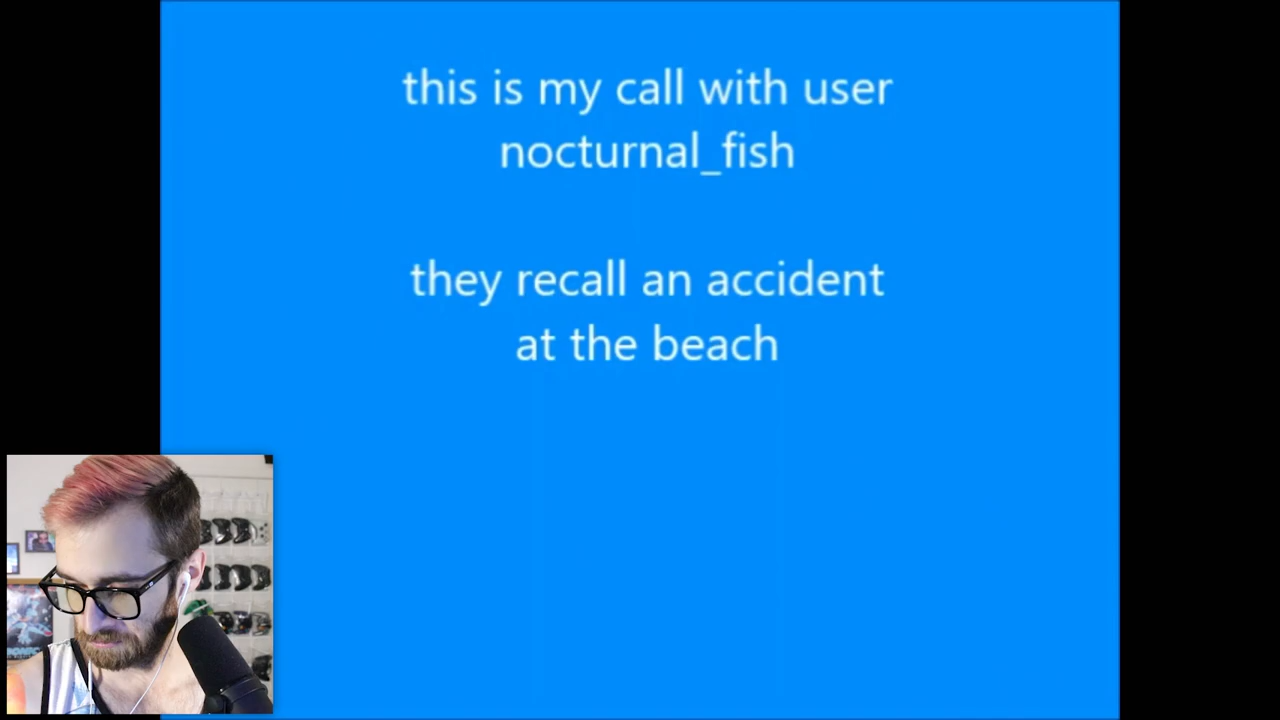 this is my call with user
nocturnal_fish
they recall an accident
at the beach